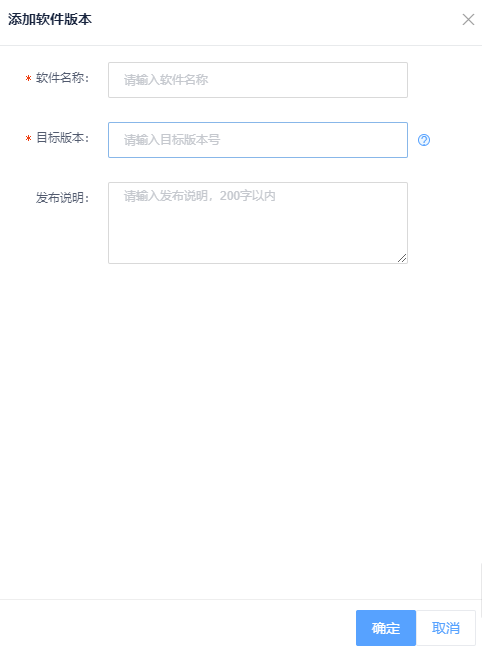 添加软件版本
* 软件名称：
请输入软件名称
* 目标版本：
请输入目标版本号
发布说明：
请输入发布说明，200字以内
确定
取消